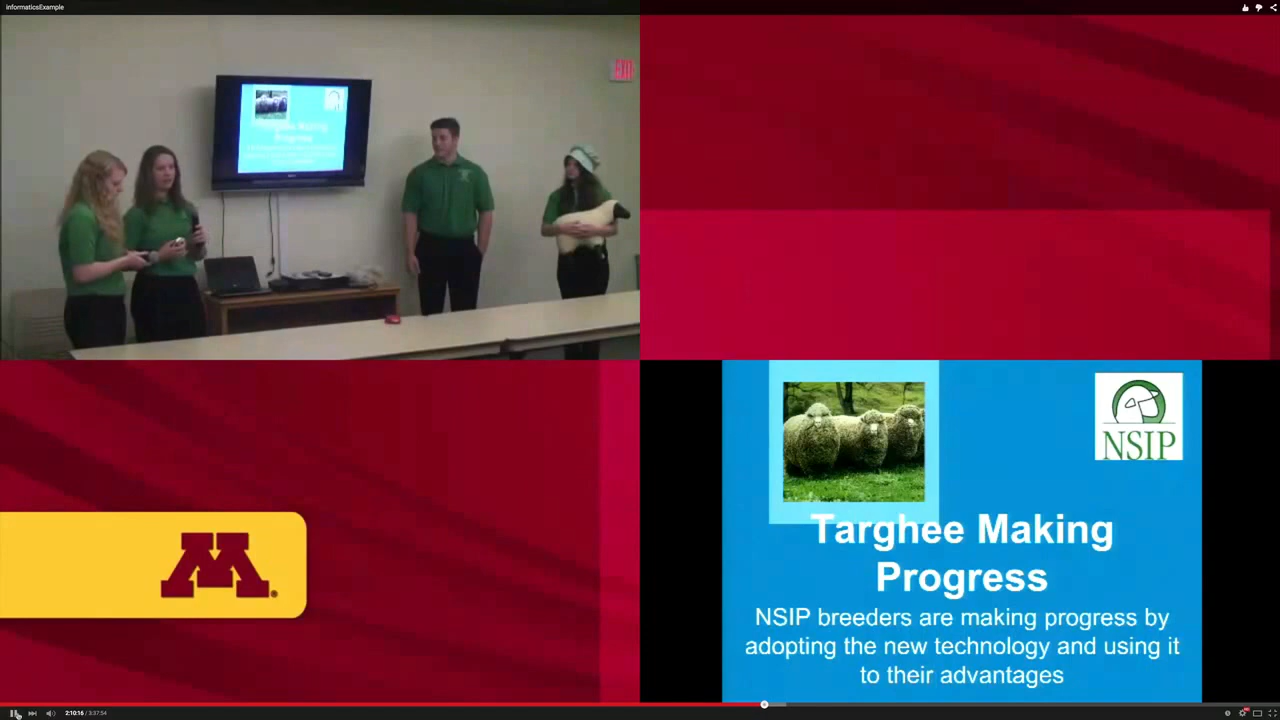 informaticsExample
EXIT
M
NSIP
Targhee Making
Progress
NSIP breeders are making progress by
adopting the new technology and using it
to their advantages
2:10:16 / 3:37:54